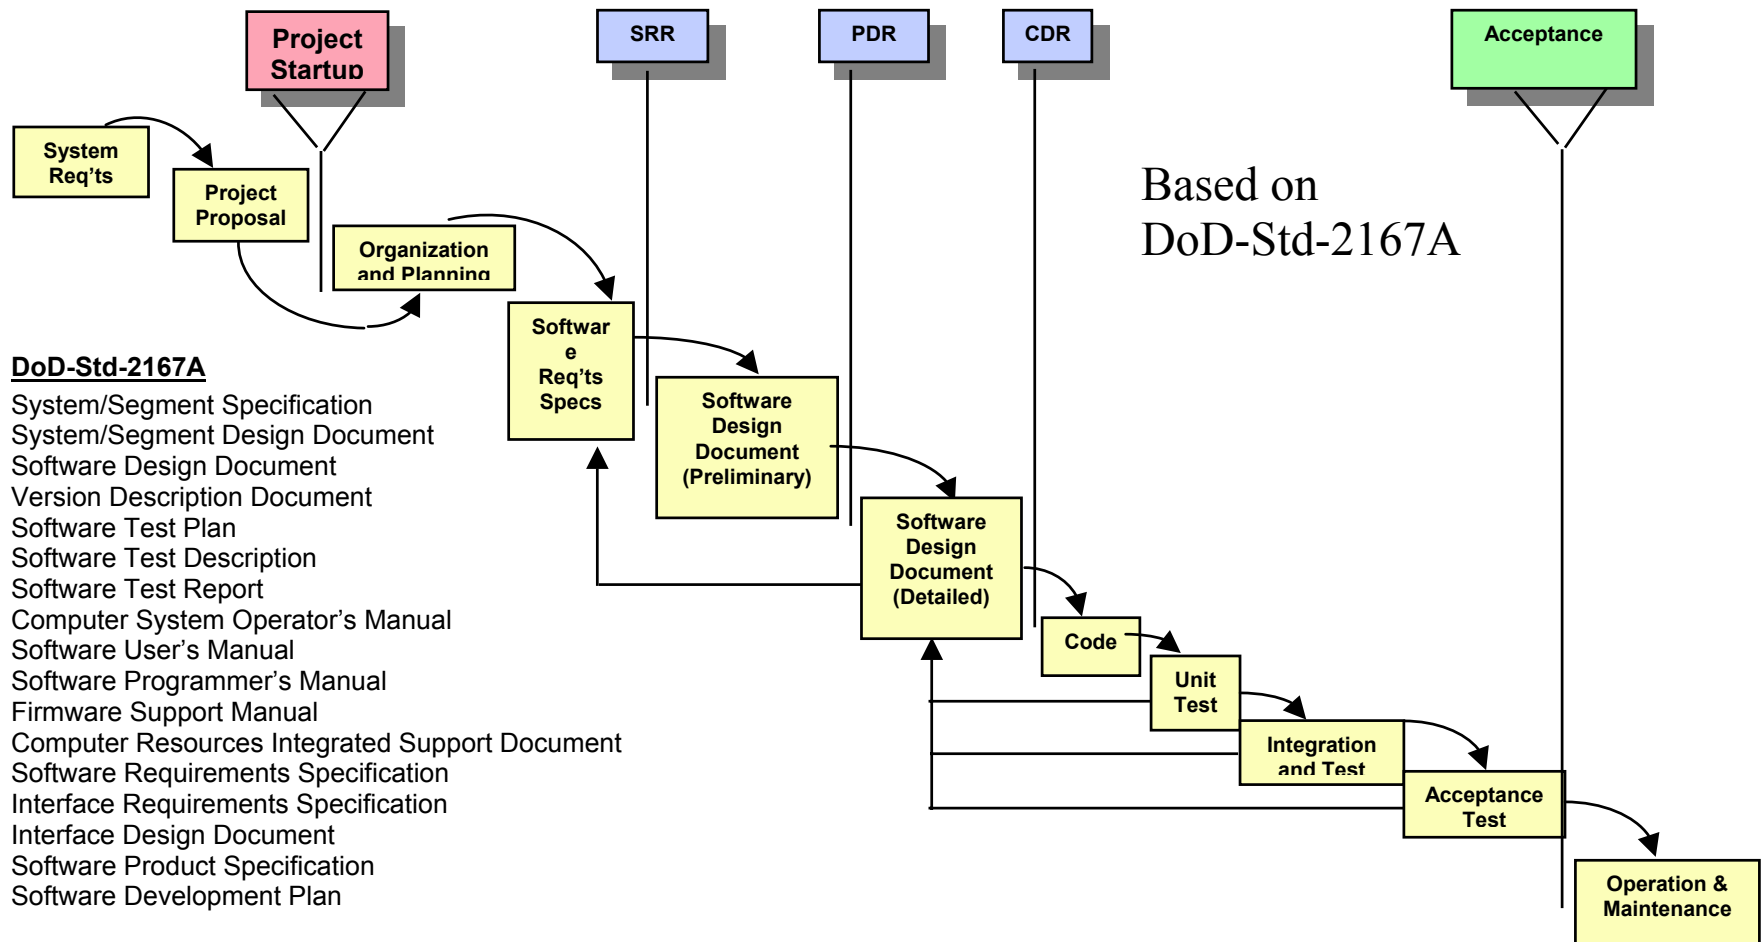 Project
Startup
SRR
PDR
CDR
Acceptance
System
Req'ts
Project
Proposal
Organization
and Planning
Based on
DoD-Std-2167A
Softwar
e
Req'ts
Specs
Software
Design
Document
(Preliminary)
Software
Design
Document
(Detailed)
Code
Unit
Test
Integration
and Test
Acceptance
Test
Operation &
Maintenance
DoD-Std-2167A
System/Segment Specification
System/Segment Design Document
Software Design Document
Version Description Document
Software Test Plan
Software Test Description
Software Test Report
Computer System Operator’s Manual
Software User’s Manual
Software Programmer’s Manual
Firmware Support Manual
Computer Resources Integrated Support Document
Software Requirements Specification
Interface Requirements Specification
Interface Design Document
Software Product Specification
Software Development Plan